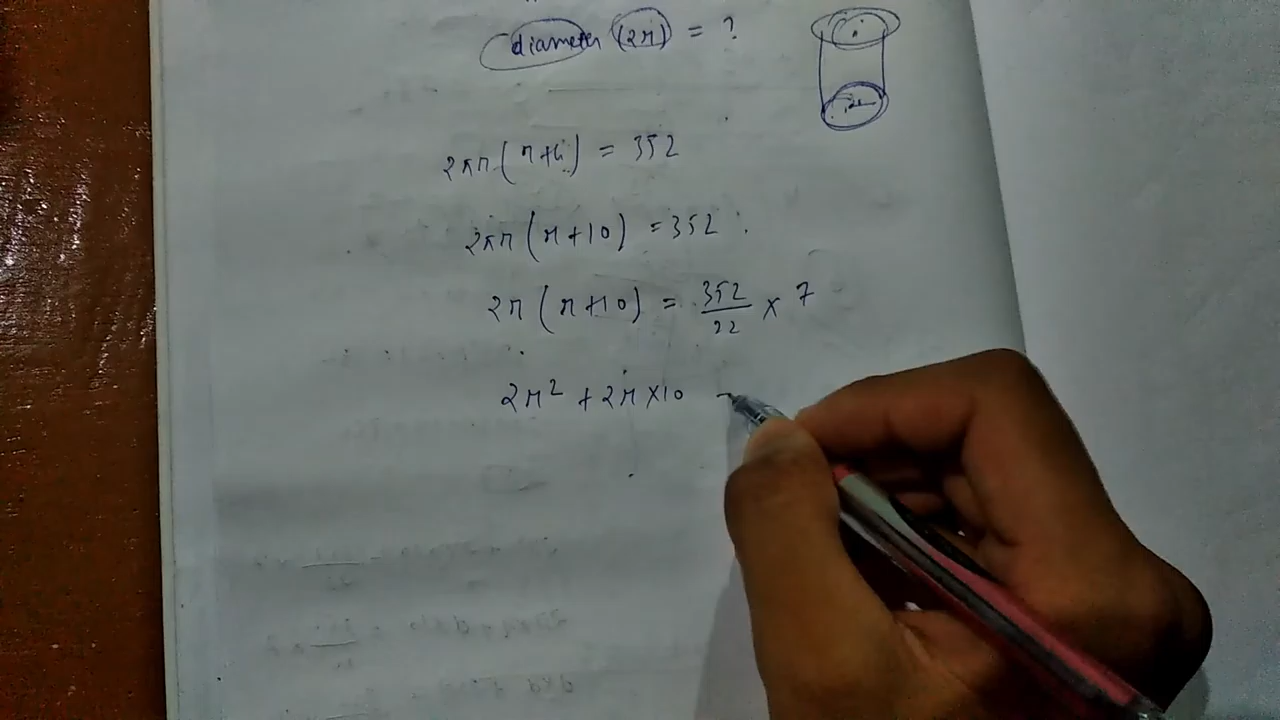 diameter (2r) = ?
2πr(r+h) = 352
2πr(r+10) = 352
2r(r+10) = 352/22 × 7
2r² + 2r×10